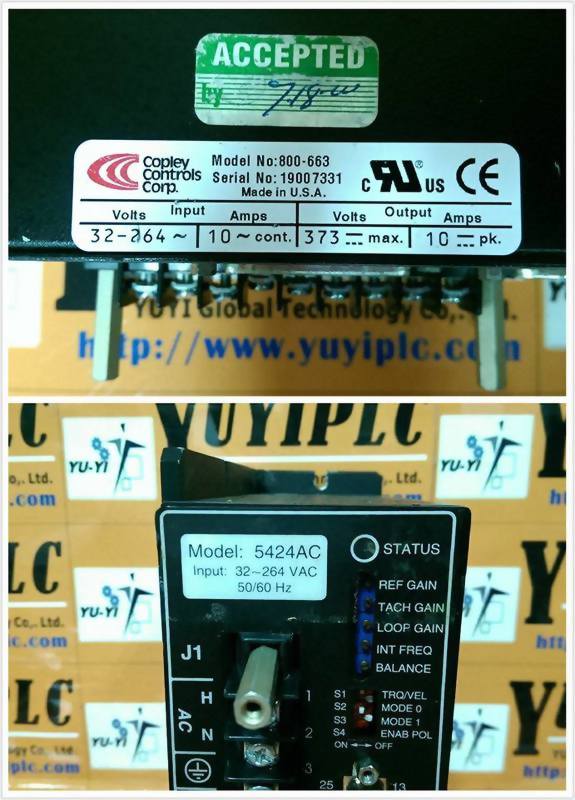 ACCEPTED
by
Copley Controls Corp.
Model No:800-663
Serial No:19007331
Made in U.S.A.
C RU US CE
Input Output
Volts Amps Volts Amps
32-264~ 10~cont. 373 max. 10 pk.
YUYI Global Technology Co,. Ltd.
http://www.yuyiplc.com
YUYIPLC
YU-YI
YU-YI
Model: 5424AC
Input: 32~264 VAC
50/60 Hz
STATUS
REF GAIN
TACH GAIN
LOOP GAIN
INT FREQ
BALANCE
J1
H
AC
N
1
2
3
S1 TRQ/VEL
S2 MODE 0
S3 MODE 1
S4 ENAB POL
ON OFF
25 13